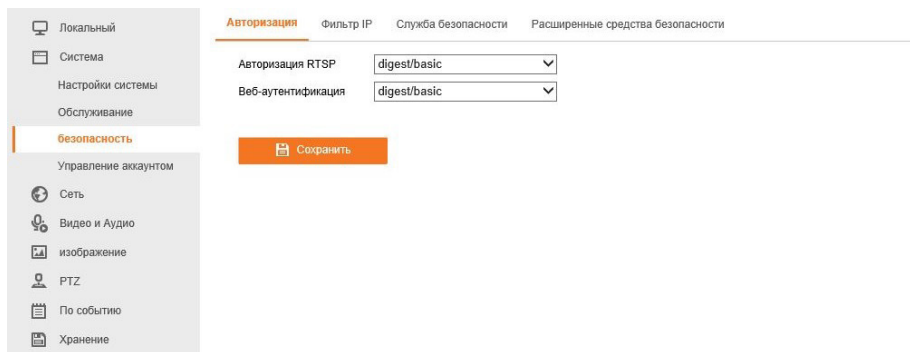 Локальный
Система
Настройки системы
Обслуживание
безопасность
Управление аккаунтом
Сеть
Видео и Аудио
изображение
PTZ
По событию
Хранение
Авторизация Фильтр IP Служба безопасности Расширенные средства безопасности
Авторизация RTSP digest/basic
Веб-аутентификация digest/basic
Сохранить